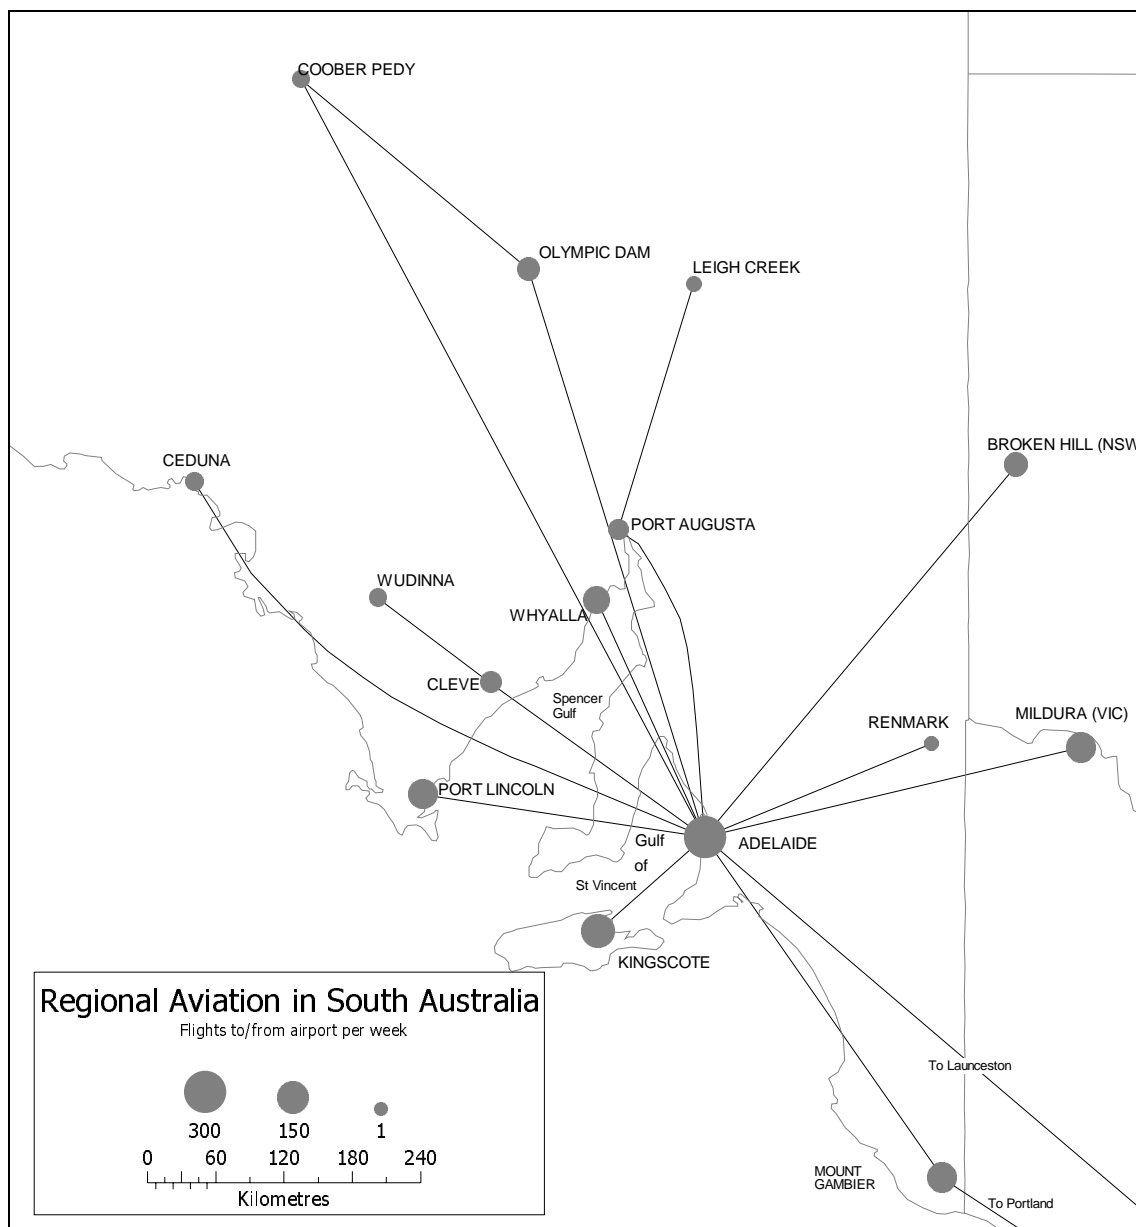 COOBER PEDY
OLYMPIC DAM
LEIGH CREEK
BROKEN HILL (NSW
CEDUNA
PORT AUGUSTA
WUDINNA
WHYALLA
CLEVE
Spencer
Gulf
RENMARK
MILDURA (VIC)
PORT LINCOLN
Gulf
of
St Vincent
ADELAIDE
KINGSCOTE
Regional Aviation in South Australia
Flights to/from airport per week
300 150 1
0 60 120 180 240
Kilometres
To Launceston
MOUNT
GAMBIER
To Portland